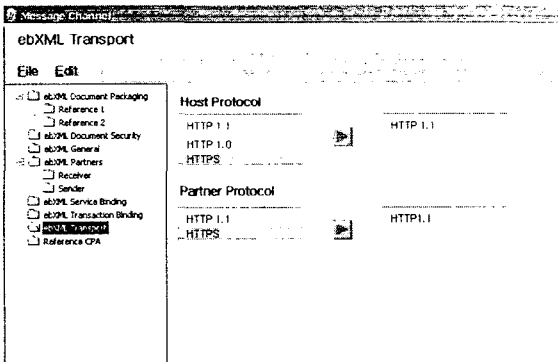 Message Channel
ebXML Transport
File Edit
ebXML Document Packaging
Reference 1
Reference 2
ebXML Document Security
ebXML General
ebXML Partners
Receiver
Sender
ebXML Service Binding
ebXML Transaction Binding
ebXML Transport
Reference CPA
Host Protocol
HTTP 1.1 HTTP 1.1
HTTP 1.0
HTTPS
Partner Protocol
HTTP 1.1 HTTP1.1
HTTPS